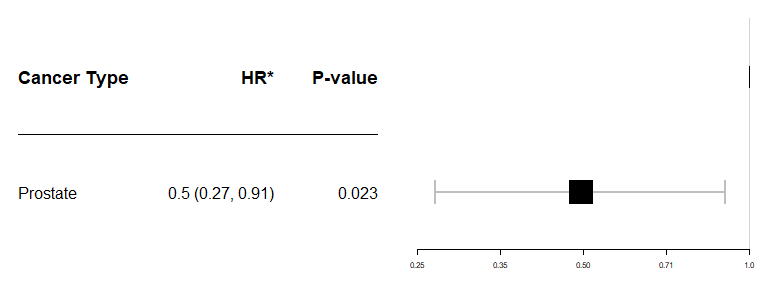 Cancer Type HR* P-value
Prostate 0.5 (0.27, 0.91) 0.023
0.25 0.35 0.50 0.71 1.0